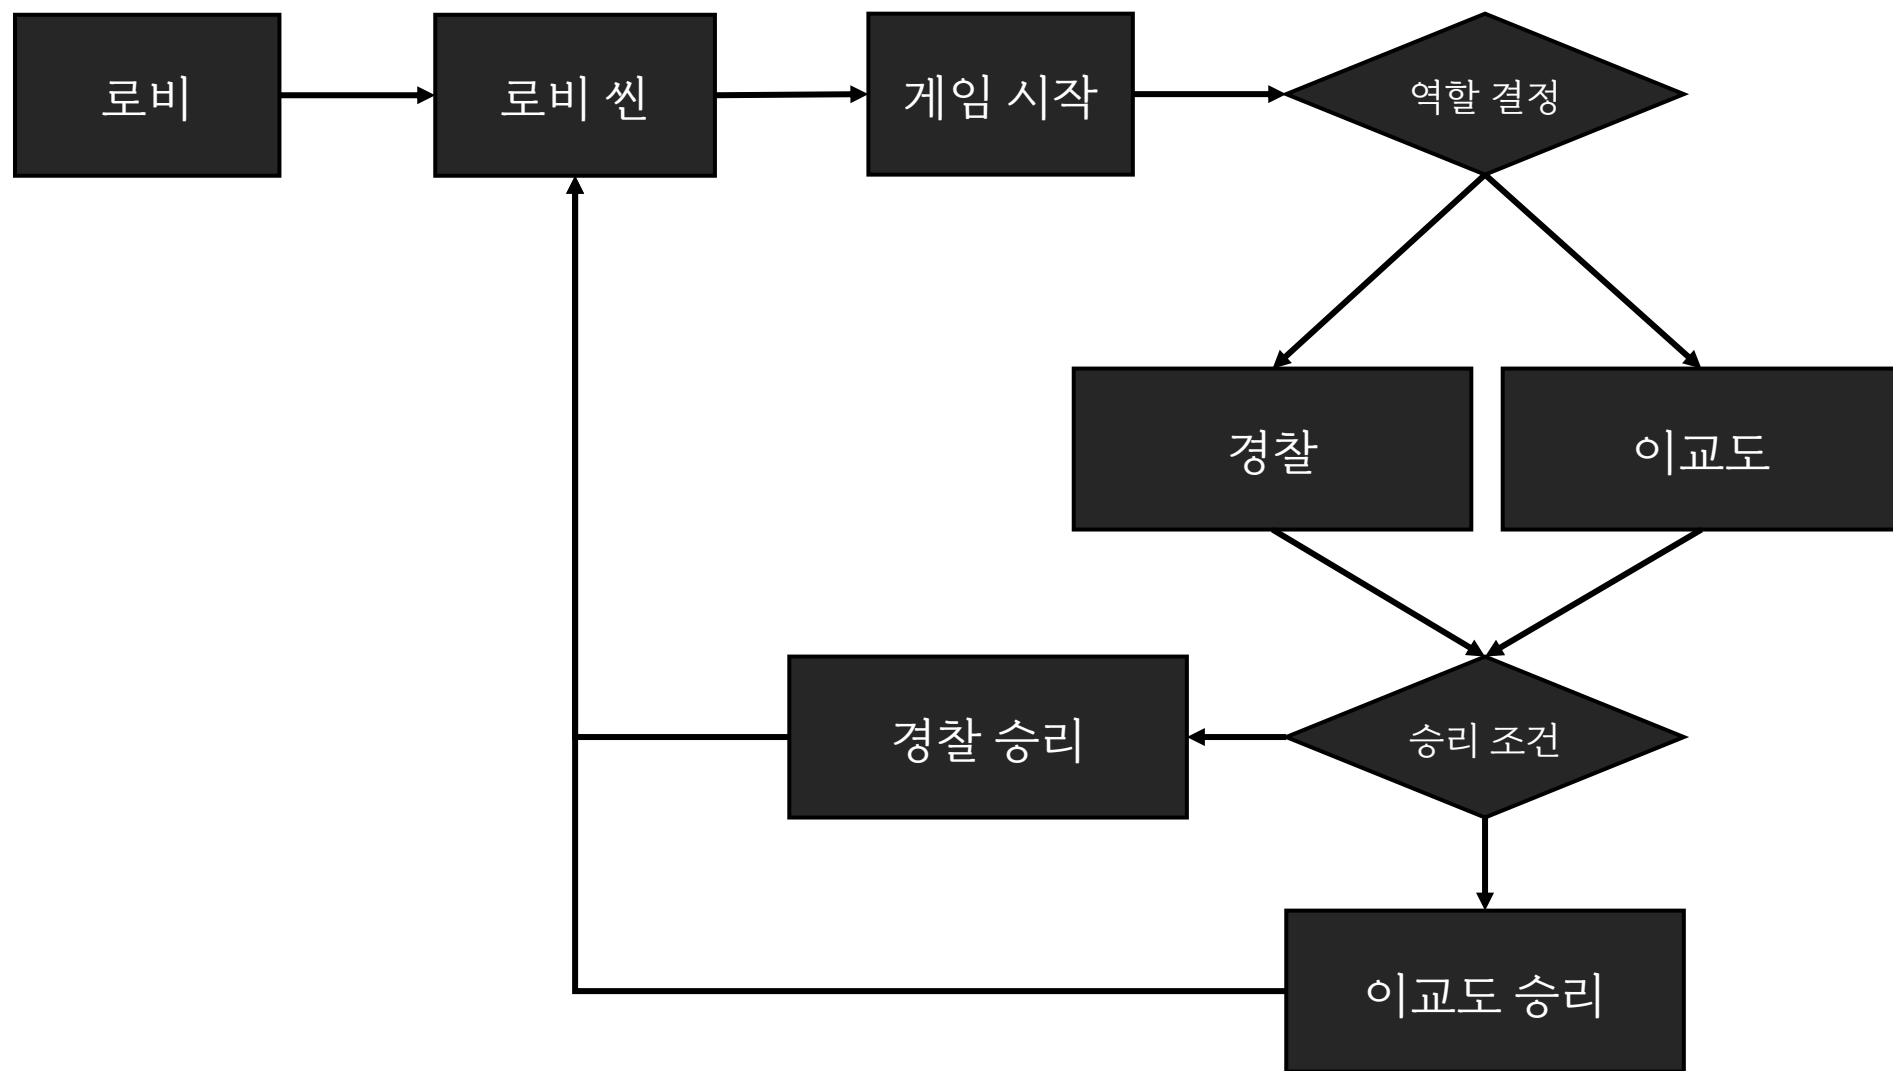 로비
로비 씬
게임 시작
역할 결정
경찰
이교도
경찰 승리
승리 조건
이교도 승리